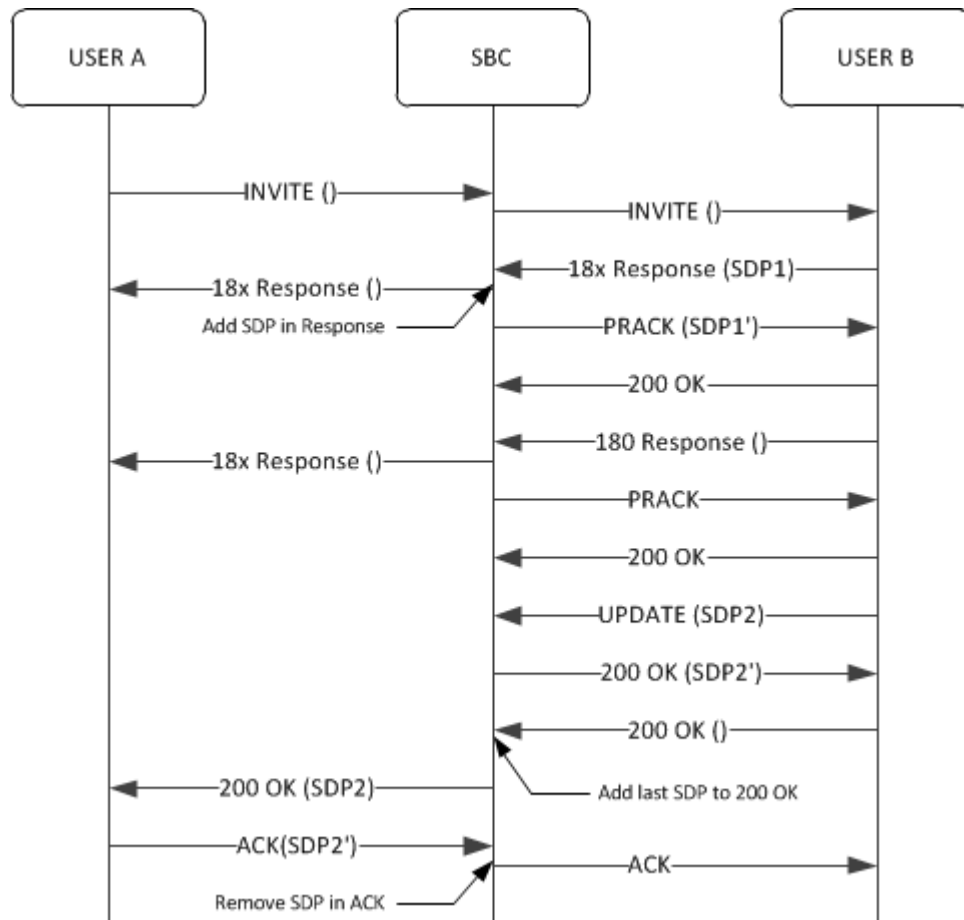 USER A
SBC
USER B
INVITE ()
INVITE ()
18x Response (SDP1)
18x Response ()
Add SDP in Response
PRACK (SDP1')
200 OK
180 Response ()
18x Response ()
PRACK
200 OK
UPDATE (SDP2)
200 OK (SDP2')
200 OK ()
200 OK (SDP2)
Add last SDP to 200 OK
ACK(SDP2')
ACK
Remove SDP in ACK